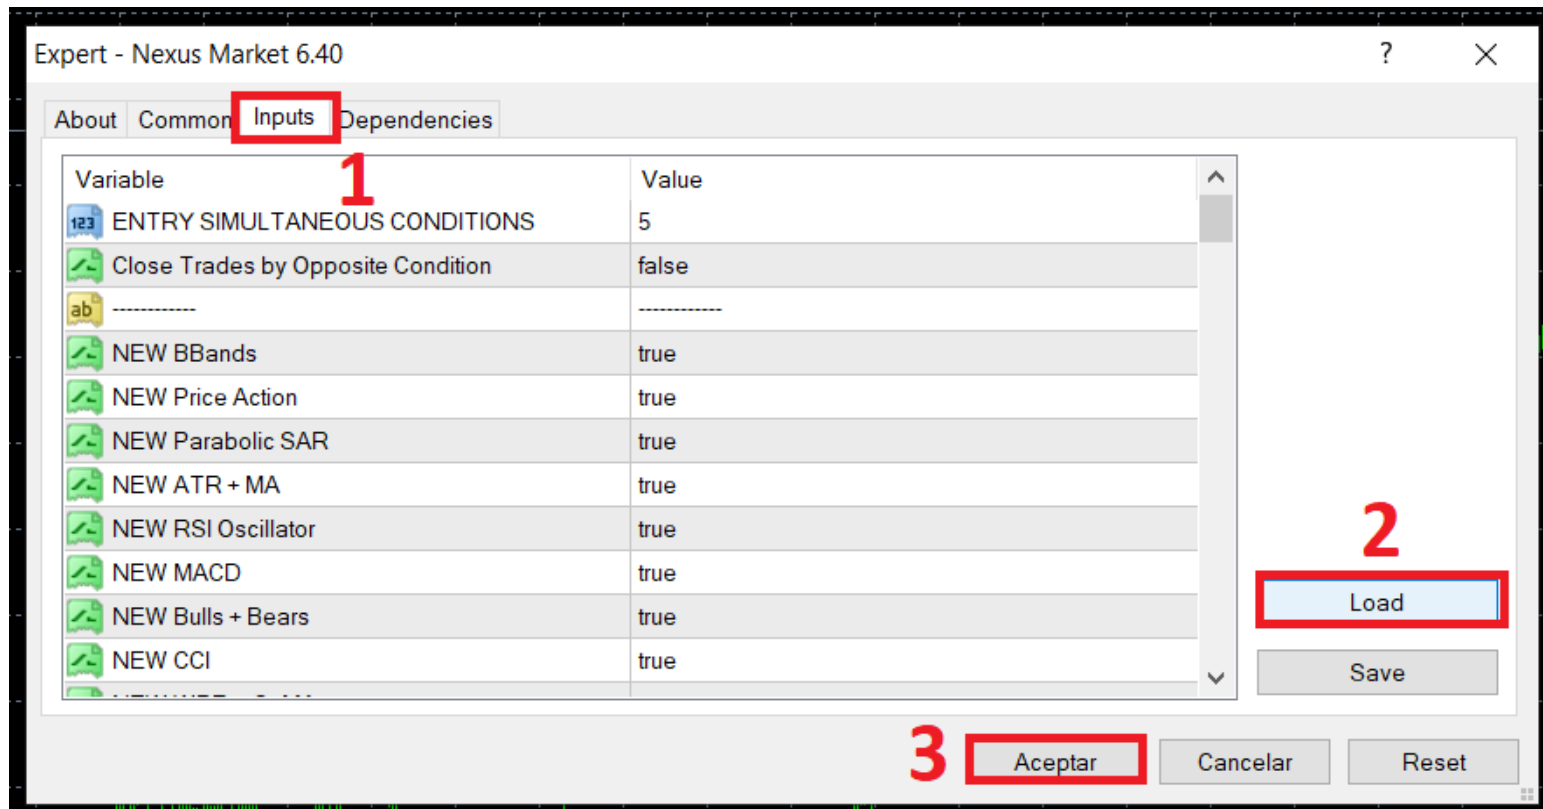 Expert - Nexus Market 6.40 ?
About Common Inputs Dependencies
1
Variable Value
123 ENTRY SIMULTANEOUS CONDITIONS 5
Close Trades by Opposite Condition false
ab ------------ ------------
NEW BBands true
NEW Price Action true
NEW Parabolic SAR true
NEW ATR + MA true
NEW RSI Oscillator true
NEW MACD true
NEW Bulls + Bears true
NEW CCI true
2
Load
Save
3 Aceptar Cancelar Reset